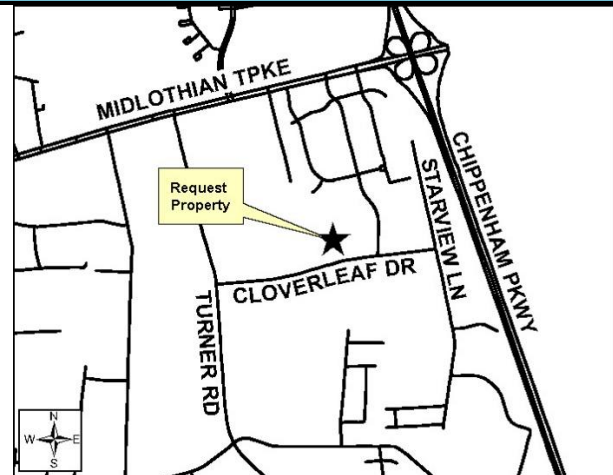 MIDLOTHIAN TPKE
Request
Property
CHIPPENHAM PKWY
STARVIEW LN
CLOVERLEAF DR
TURNER RD
N
W E
S